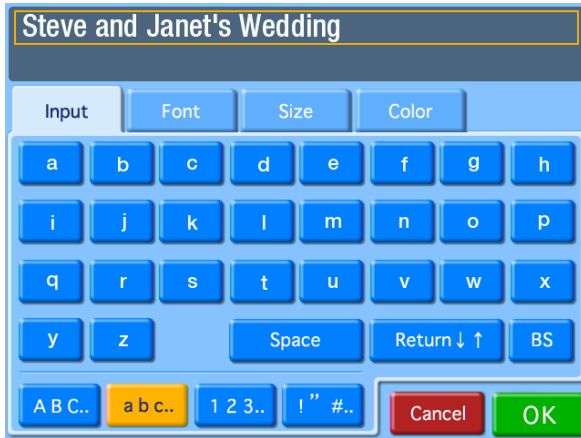 Steve and Janet's Wedding
Input Font Size Color
a b c d e f g h
i j k l m n o p
q r s t u v w x
y z Space Return↓↑ BS
A B C.. a b c.. 1 2 3.. ! ” #.. Cancel OK